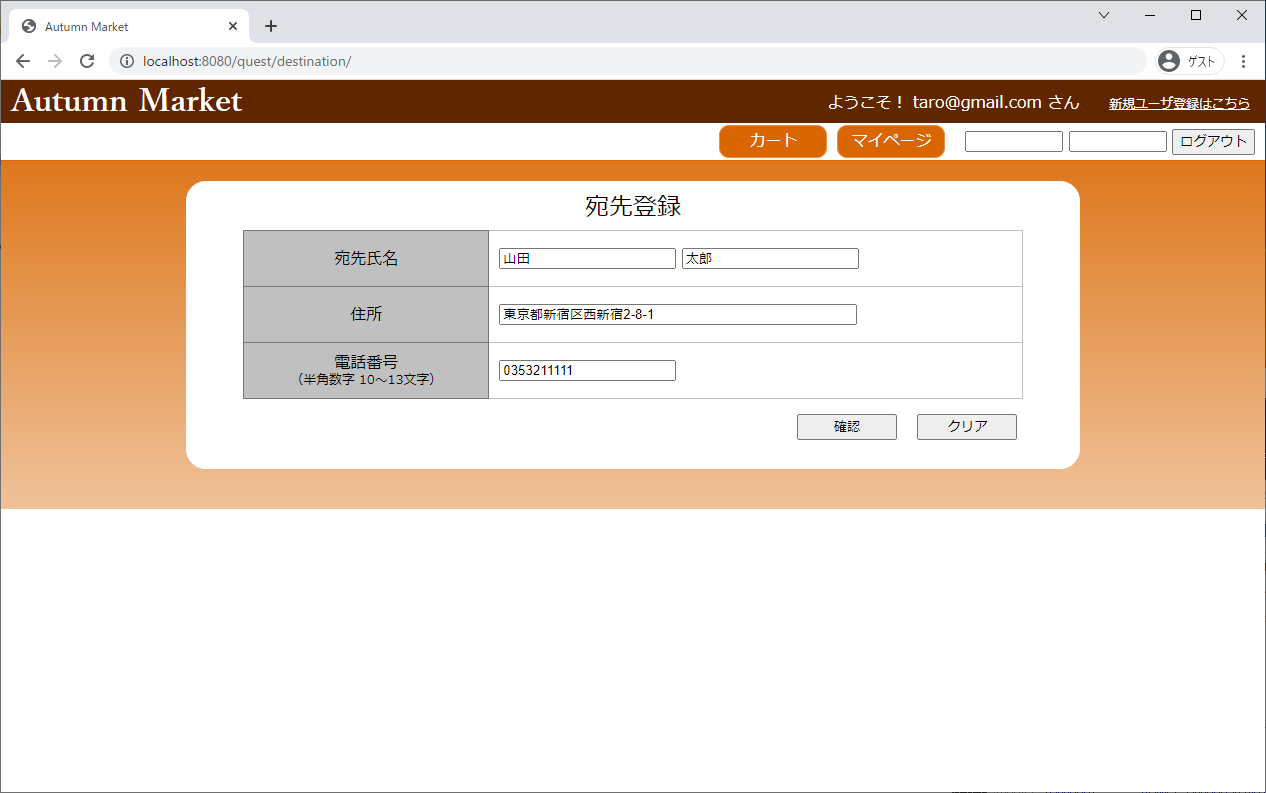 Autumn Market
localhost:8080/quest/destination/
ゲスト
Autumn Market
ようこそ！ taro@gmail.com さん
新規ユーザ登録はこちら
カート
マイページ
ログアウト
宛先登録
宛先氏名
山田
太郎
住所
東京都新宿区西新宿2-8-1
電話番号
（半角数字 10～13文字）
0353211111
確認
クリア